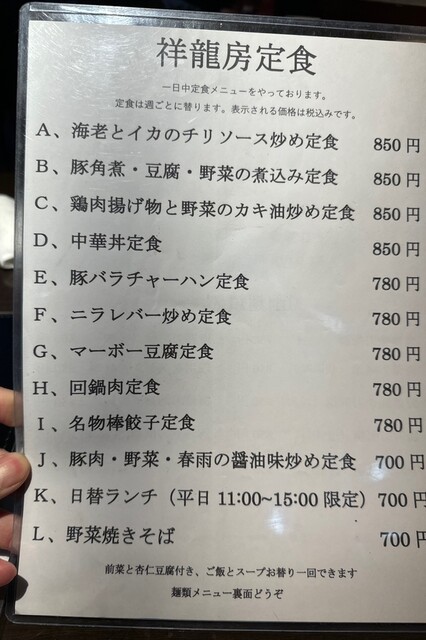 祥龍房定食
一日中定食メニューをやっております。
定食は週ごとに替ります。表示される価格は税込みです。
A、海老とイカのチリソース炒め定食 850円
B、豚角煮・豆腐・野菜の煮込み定食 850円
C、鶏肉揚げ物と野菜のカキ油炒め定食 850円
D、中華丼定食 850円
E、豚バラチャーハン定食 780円
F、ニラレバー炒め定食 780円
G、マーボー豆腐定食 780円
H、回鍋肉定食 780円
I、名物棒餃子定食 780円
J、豚肉・野菜・春雨の醤油味炒め定食 700円
K、日替ランチ（平日 11:00~15:00 限定）700円
L、野菜焼きそば 700円
前菜と杏仁豆腐付き、ご飯とスープお替り一回できます
麺類メニュー裏面どうぞ